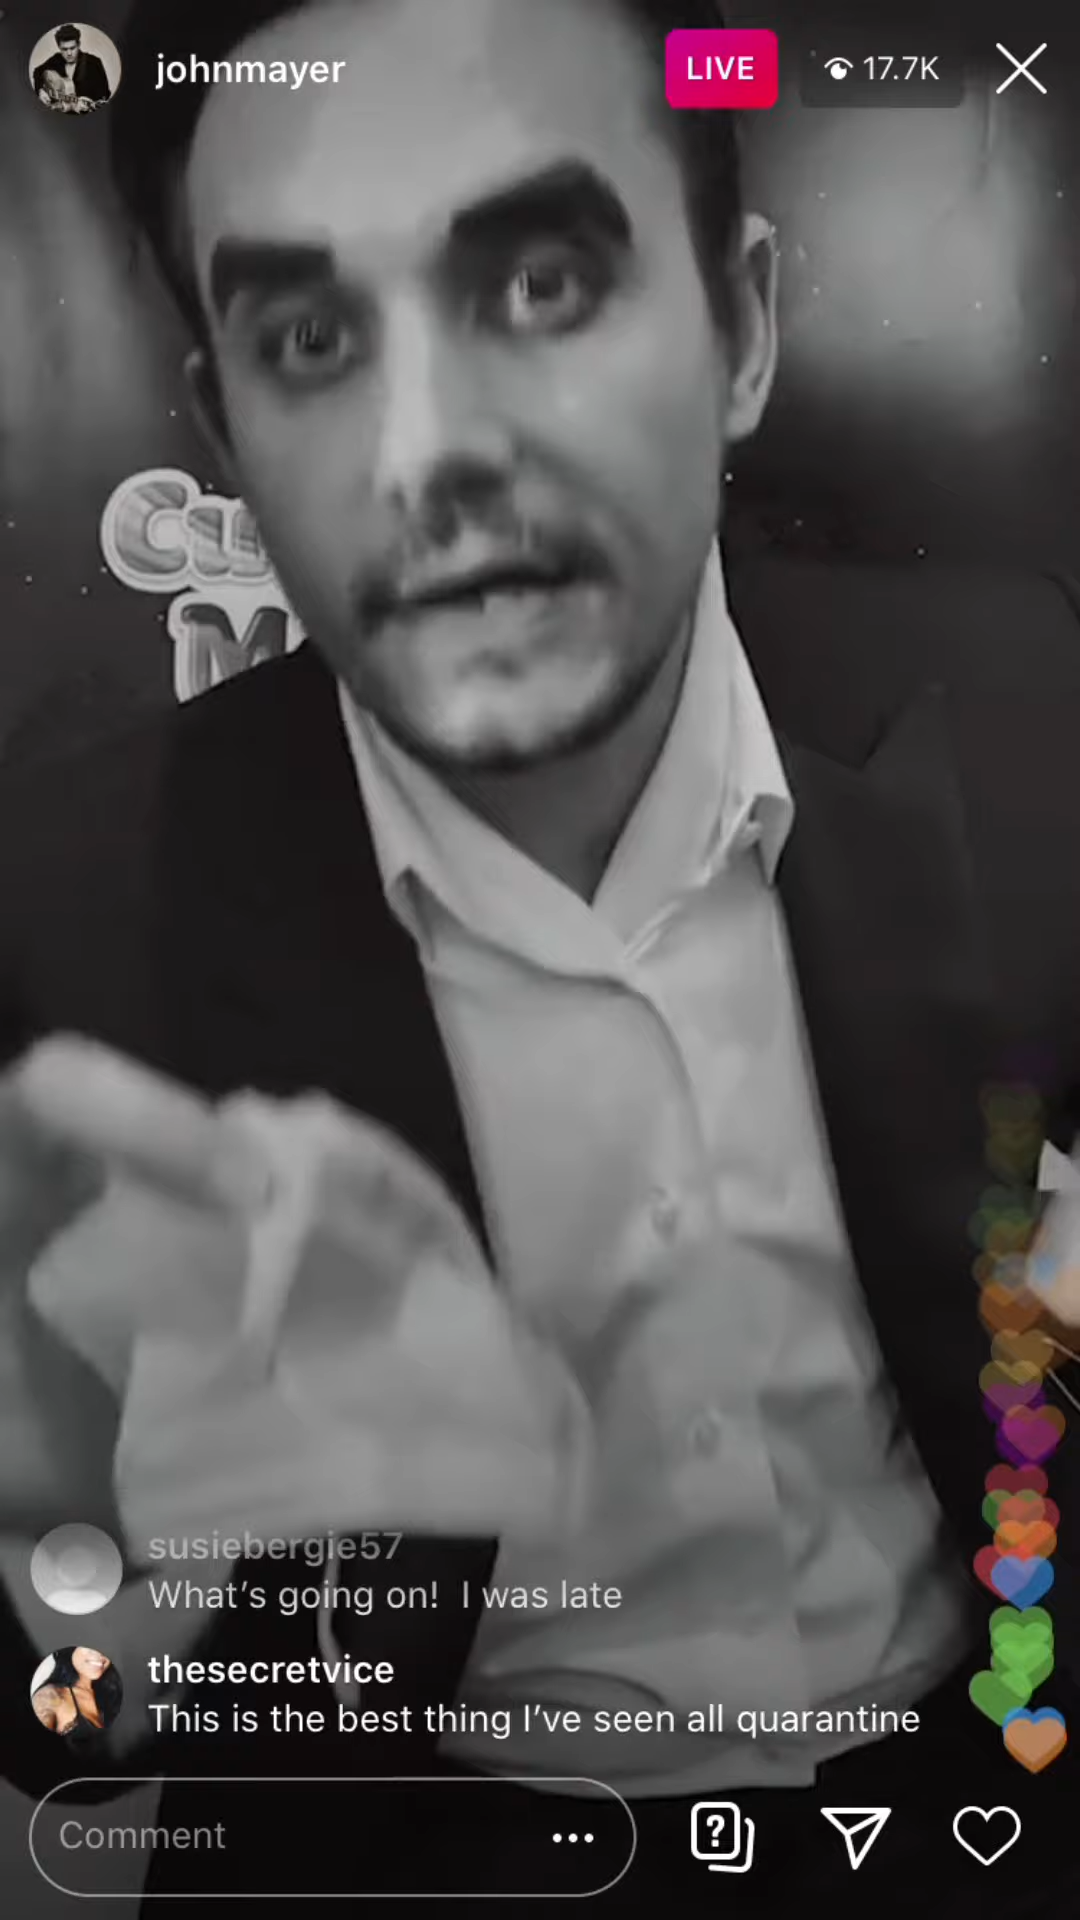 johnmayer
LIVE
17.7K
susiebergie57
What's going on!  I was late
thesecretvice
This is the best thing I've seen all quarantine
Comment